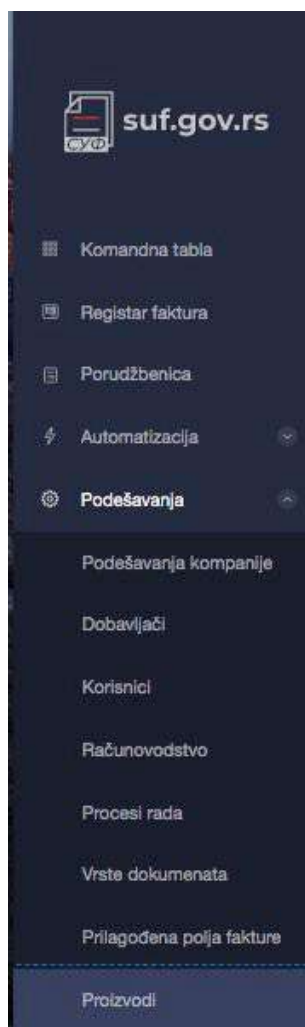 СУФ
suf.gov.rs
Komandna tabla
Registar faktura
Porudžbenica
Automatizacija
Podešavanja
Podešavanja kompanije
Dobavljači
Korisnici
Računovodstvo
Procesi rada
Vrste dokumenata
Prilagođena polja fakture
Proizvodi